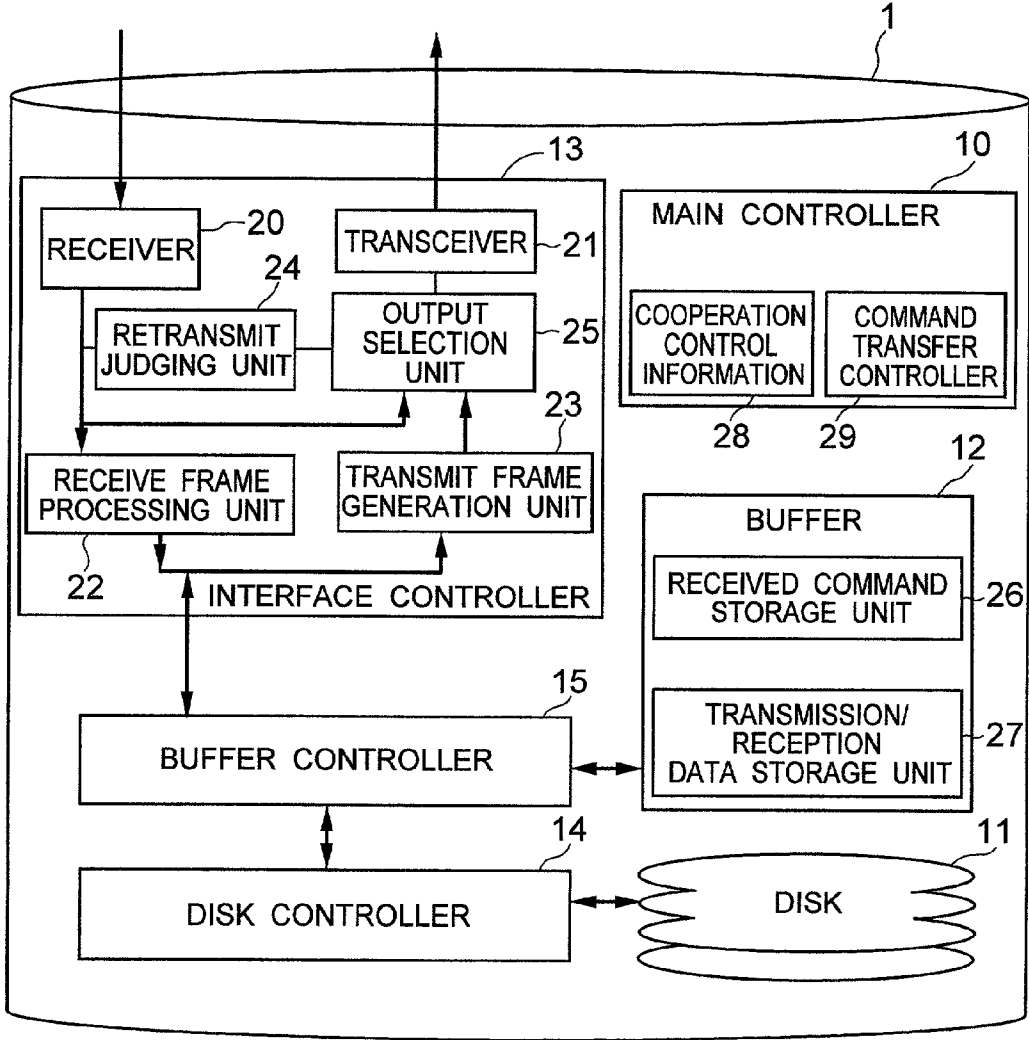 1
13
10
RECEIVER
20
TRANSCEIVER
21
MAIN CONTROLLER
24
RETRANSMIT
JUDGING UNIT
OUTPUT
SELECTION
UNIT
25
COOPERATION
CONTROL
INFORMATION
COMMAND
TRANSFER
CONTROLLER
28
29
23
RECEIVE FRAME
PROCESSING UNIT
22
TRANSMIT FRAME
GENERATION UNIT
INTERFACE CONTROLLER
12
BUFFER
RECEIVED COMMAND
STORAGE UNIT
26
TRANSMISSION/
RECEPTION
DATA STORAGE UNIT
27
15
BUFFER CONTROLLER
14
DISK CONTROLLER
11
DISK